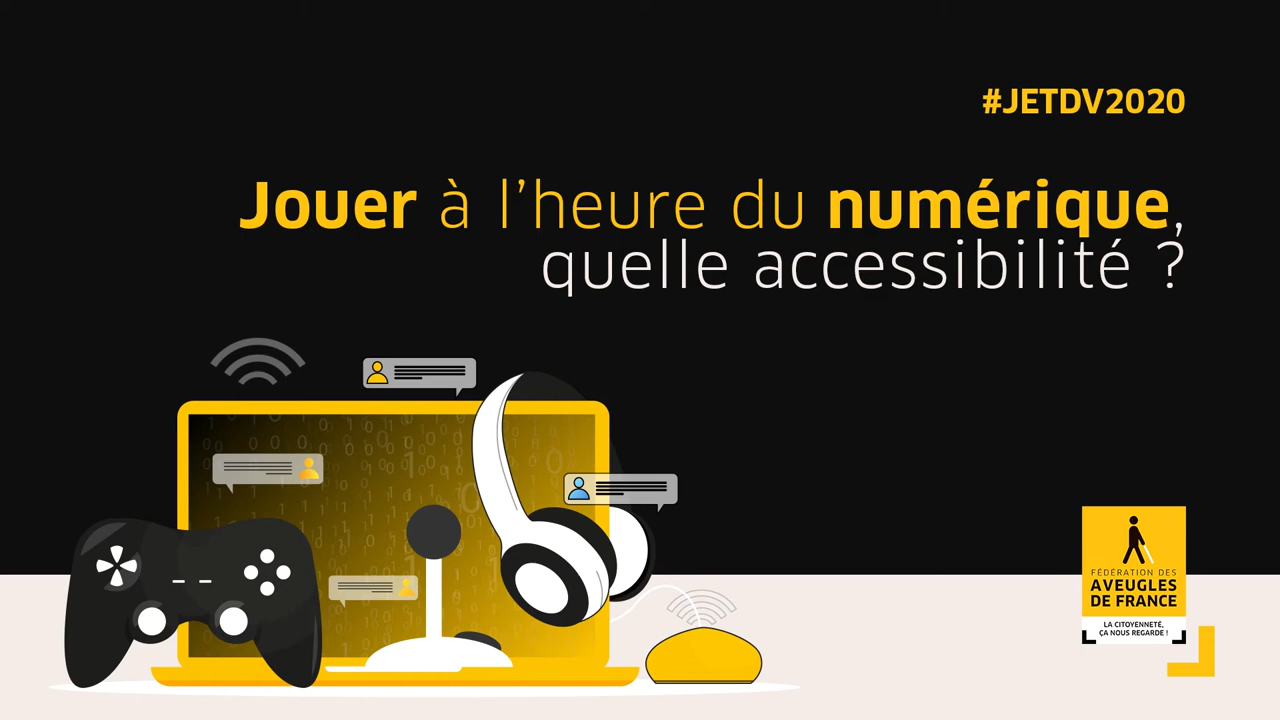 #JETDV2020
Jouer à l’heure du numérique,
quelle accessibilité ?
FÉDÉRATION DES
AVEUGLES
DE FRANCE
LA CITOYENNETÉ,
ÇA NOUS REGARDE !